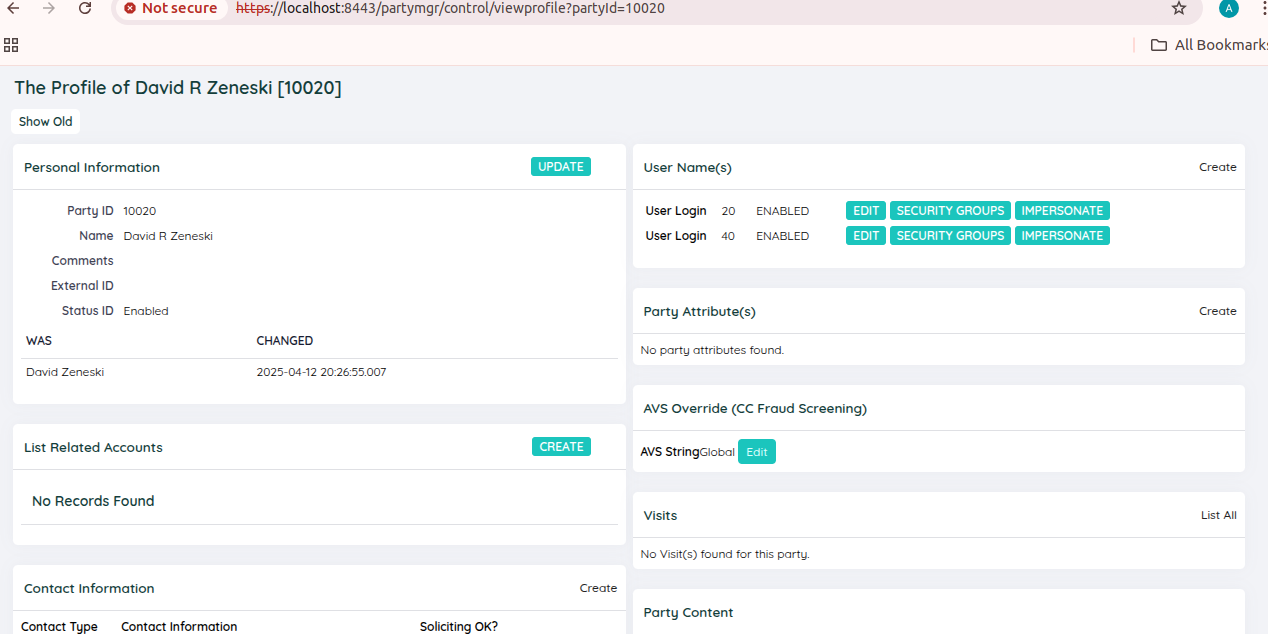 Not secure https://localhost:8443/partymgr/control/viewprofile?partyId=10020 A
All Bookmarks
The Profile of David R Zeneski [10020]
Show Old
Personal Information UPDATE
Party ID 10020
Name David R Zeneski
Comments
External ID
Status ID Enabled
WAS CHANGED
David Zeneski 2025-04-12 20:26:55.007
List Related Accounts CREATE
No Records Found
Contact Information Create
Contact Type Contact Information Soliciting OK?
User Name(s) Create
User Login 20 ENABLED EDIT SECURITY GROUPS IMPERSONATE
User Login 40 ENABLED EDIT SECURITY GROUPS IMPERSONATE
Party Attribute(s) Create
No party attributes found.
AVS Override (CC Fraud Screening)
AVS StringGlobal Edit
Visits List All
No Visit(s) found for this party.
Party Content